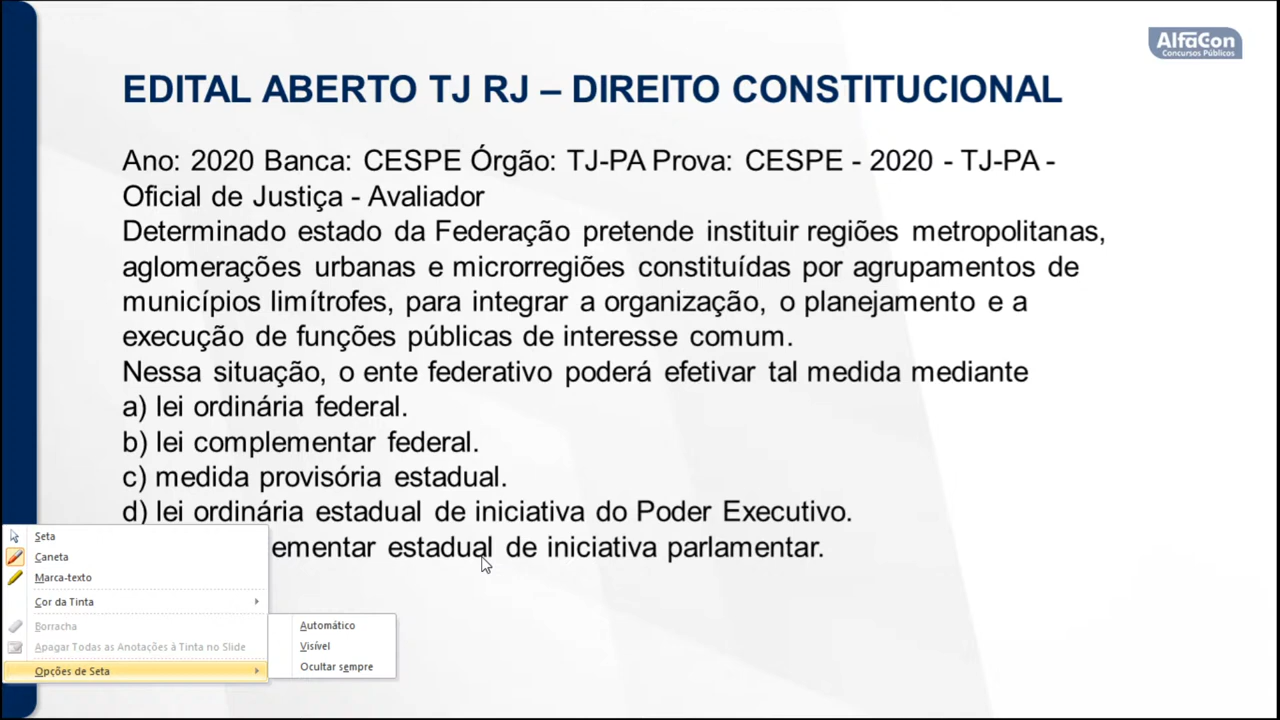 AlfaCon
Concursos Públicos
EDITAL ABERTO TJ RJ – DIREITO CONSTITUCIONAL
Ano: 2020 Banca: CESPE Órgão: TJ-PA Prova: CESPE - 2020 - TJ-PA -
Oficial de Justiça - Avaliador
Determinado estado da Federação pretende instituir regiões metropolitanas,
aglomerações urbanas e microrregiões constituídas por agrupamentos de
municípios limítrofes, para integrar a organização, o planejamento e a
execução de funções públicas de interesse comum.
Nessa situação, o ente federativo poderá efetivar tal medida mediante
a) lei ordinária federal.
b) lei complementar federal.
c) medida provisória estadual.
d) lei ordinária estadual de iniciativa do Poder Executivo.
ementar estadual de iniciativa parlamentar.
Seta
Caneta
Marca-texto
Cor da Tinta
Borracha
Apagar Todas as Anotações à Tinta no Slide
Opções de Seta
Automático
Visível
Ocultar sempre